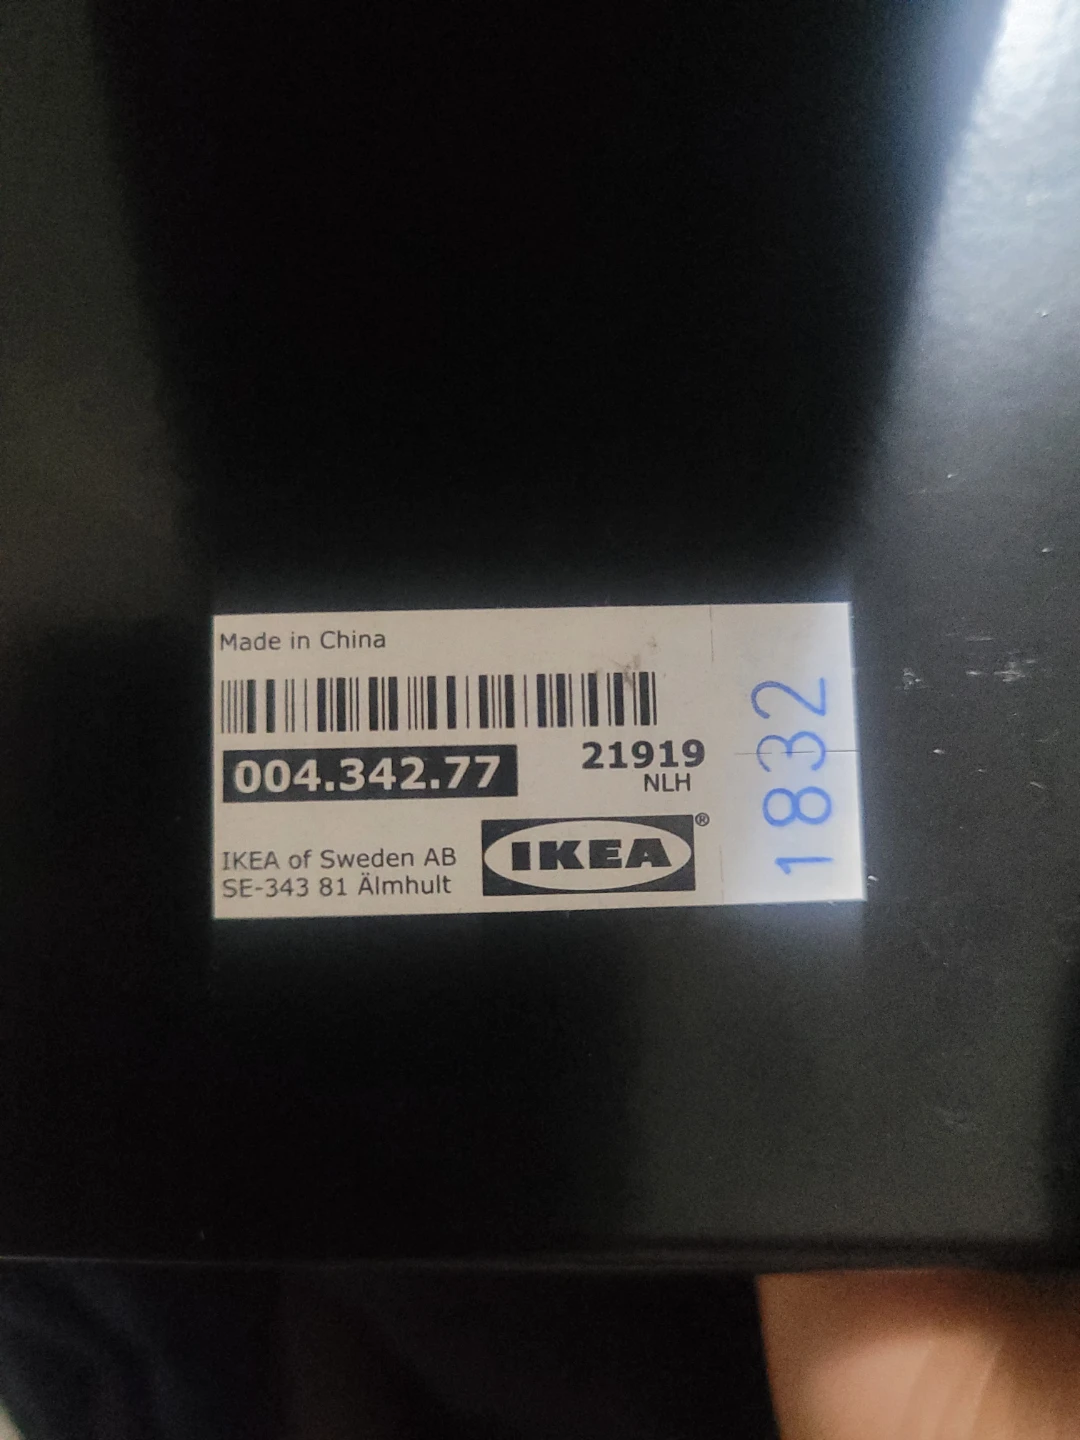 Made in China
004.342.77
21919
NLH
IKEA of Sweden AB
SE-343 81 Älmhult
IKEA®
1832